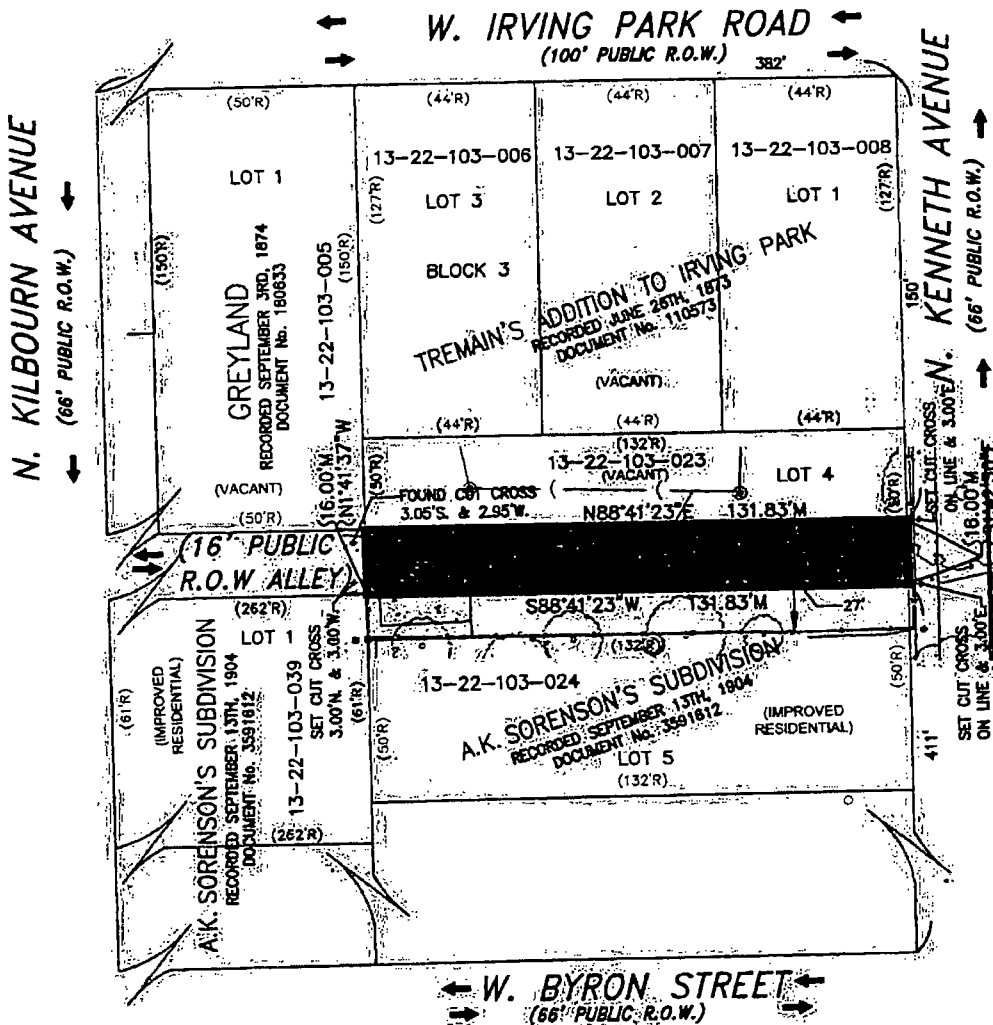 W. IRVING PARK ROAD
(100' PUBLIC R.O.W.)
382'
N. KILBOURN AVENUE
(66' PUBLIC R.O.W.)
N. KENNETH AVENUE
(66' PUBLIC R.O.W.)
(50'R)
(44'R)
(44'R)
(44'R)
13-22-103-006
13-22-103-007
13-22-103-008
LOT 1
LOT 3
LOT 2
LOT 1
(127'R)
(127'R)
(150'R)
(150'R)
150'
BLOCK 3
GREYLAND
RECORDED SEPTEMBER 3RD, 1874
DOCUMENT No. 180633
13-22-103-005
TREMAIN'S ADDITION TO IRVING PARK
RECORDED JUNE 26TH, 1873
DOCUMENT No. 110573
(VACANT)
(44'R)
(44'R)
(44'R)
(132'R)
13-22-103-023
(VACANT)
LOT 4
(VACANT)
(50'R)
(50'R)
(50'R)
(16.00'M)
(N1°41'37"W
FOUND CUT CROSS
3.05'S. & 2.95'W.
N88°41'23"E
131.83'M
SET CUT CROSS
ON LINE & 3.00'E.
(16.00'M)
(16' PUBLIC
R.O.W ALLEY)
S88°41'23"W
131.83'M
27'
(262'R)
LOT 1
(132'R)
13-22-103-024
A.K. SORENSON'S SUBDIVISION
RECORDED SEPTEMBER 13TH, 1904
DOCUMENT No. 3591612
LOT 5
(132'R)
(IMPROVED
RESIDENTIAL)
(50'R)
(50'R)
411'
SET CUT CROSS
ON LINE & 3.00'E.
SET CUT CROSS
3.00'N. & 3.00'W.
(61'R)
(61'R)
(IMPROVED
RESIDENTIAL)
A.K. SORENSON'S SUBDIVISION
RECORDED SEPTEMBER 13TH, 1904
DOCUMENT No. 3591612
13-22-103-039
(262'R)
W. BYRON STREET
(66' PUBLIC R.O.W.)